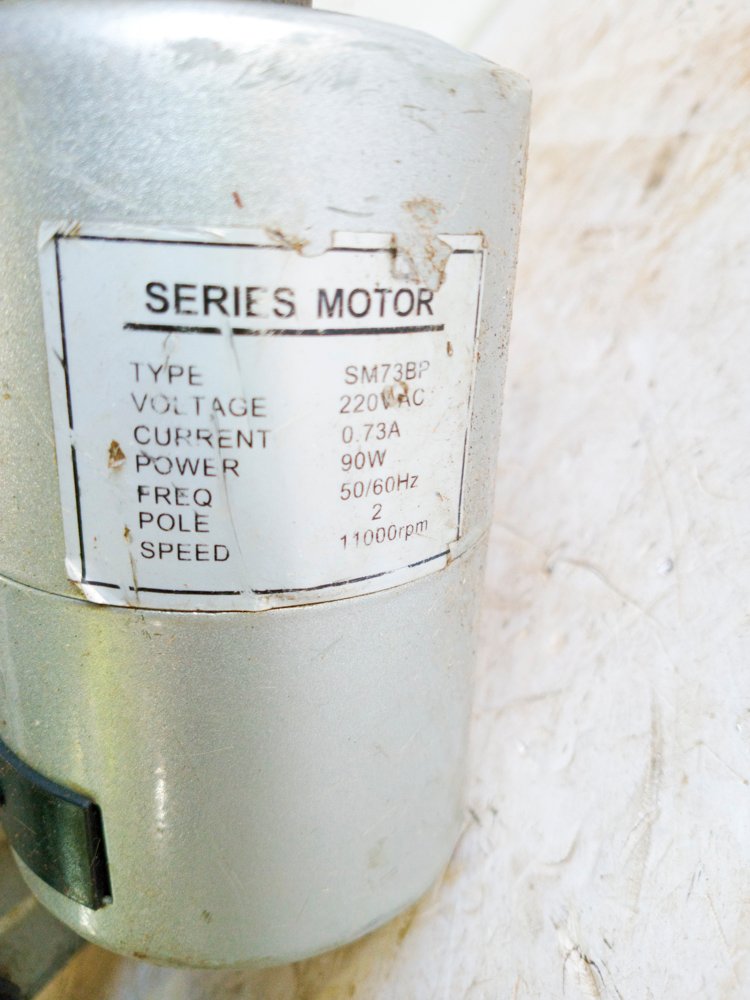 SERIES MOTOR
TYPE SM73BP
VOLTAGE 220VAC
CURRENT 0.73A
POWER 90W
FREQ 50/60Hz
POLE 2
SPEED 11000rpm